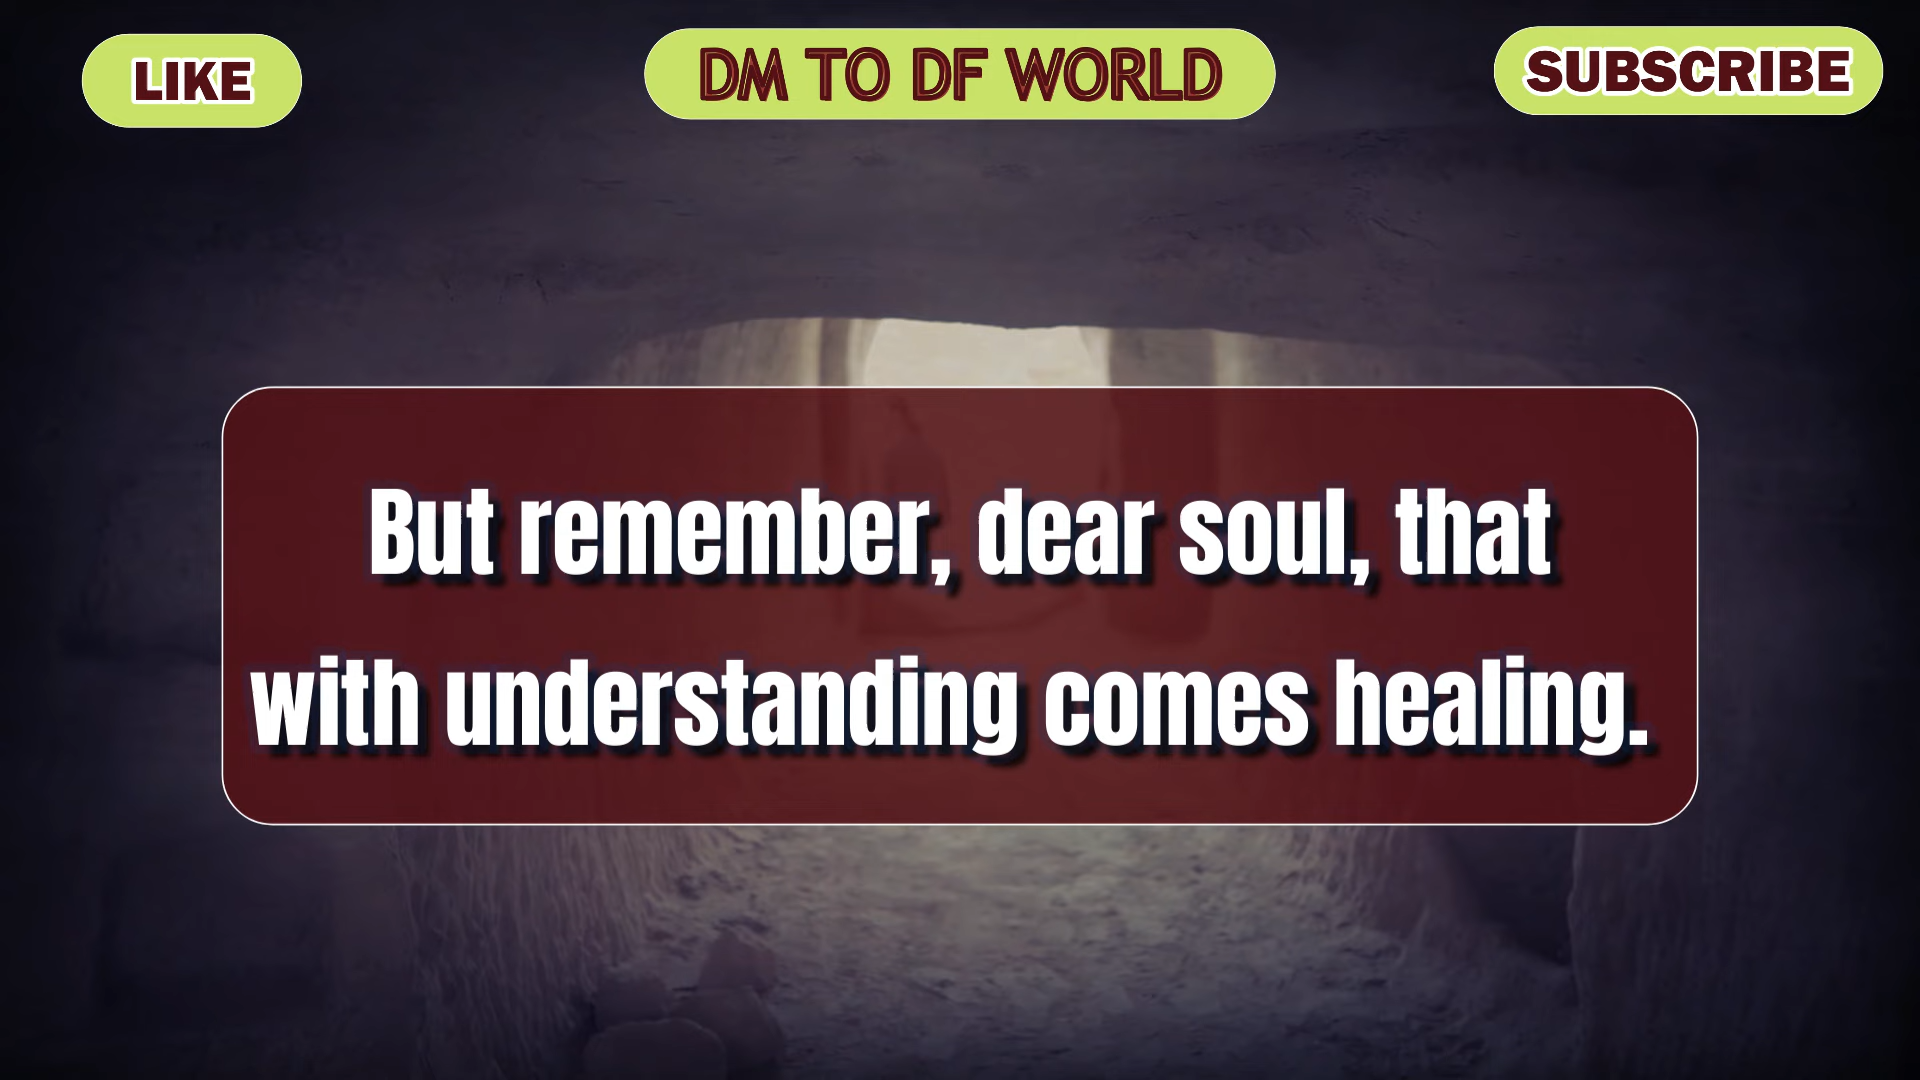 LIKE
DM TO DF WORLD
SUBSCRIBE
But remember, dear soul, that
with understanding comes healing.